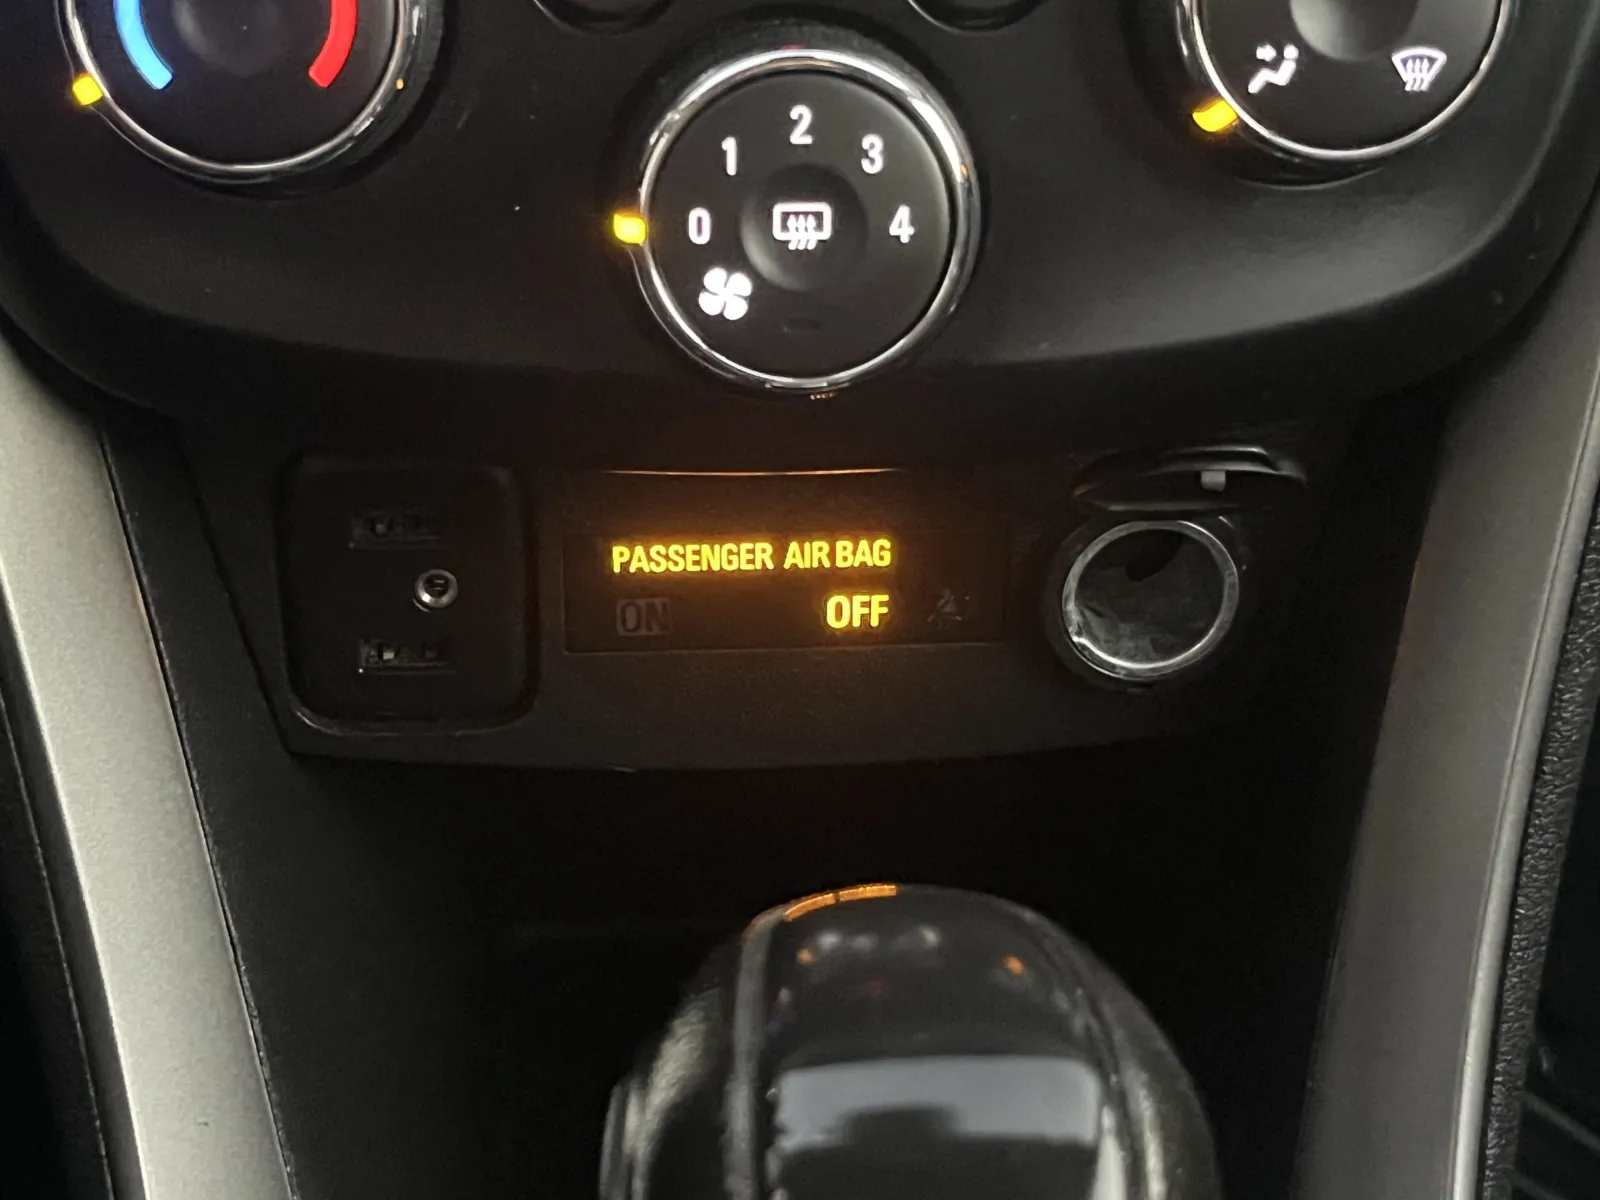 2
1 3
0 4
PASSENGER AIR BAG
ON OFF